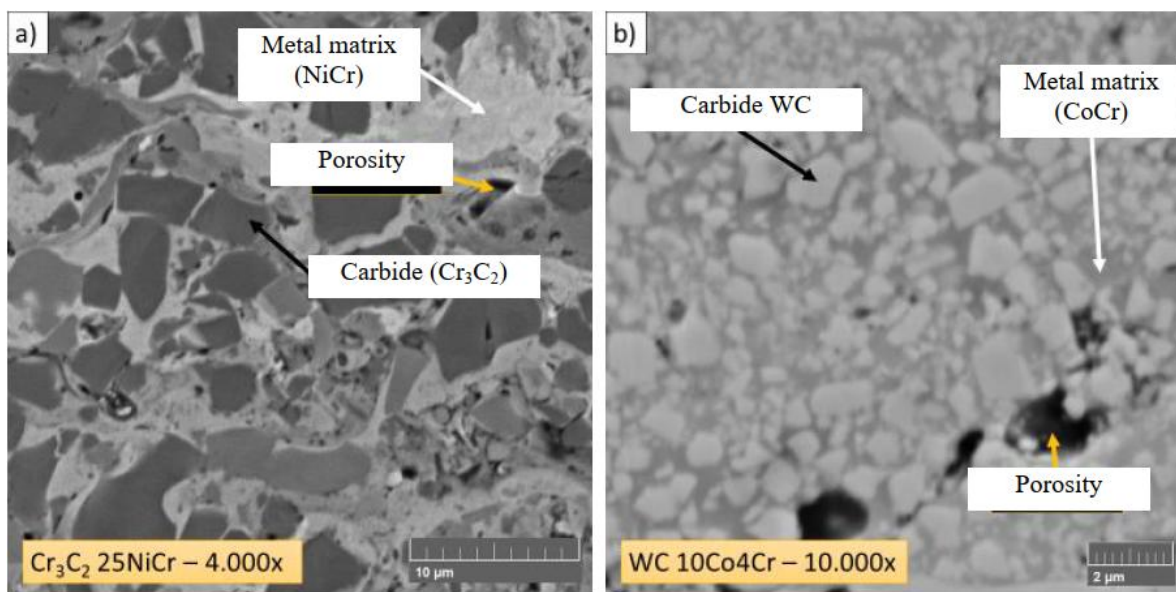 a)
Metal matrix
(NiCr)
Porosity
Carbide (Cr₃C₂)
Cr₃C₂ 25NiCr – 4.000x
10 µm
b)
Carbide WC
Metal matrix
(CoCr)
Porosity
WC 10Co4Cr – 10.000x
2 µm